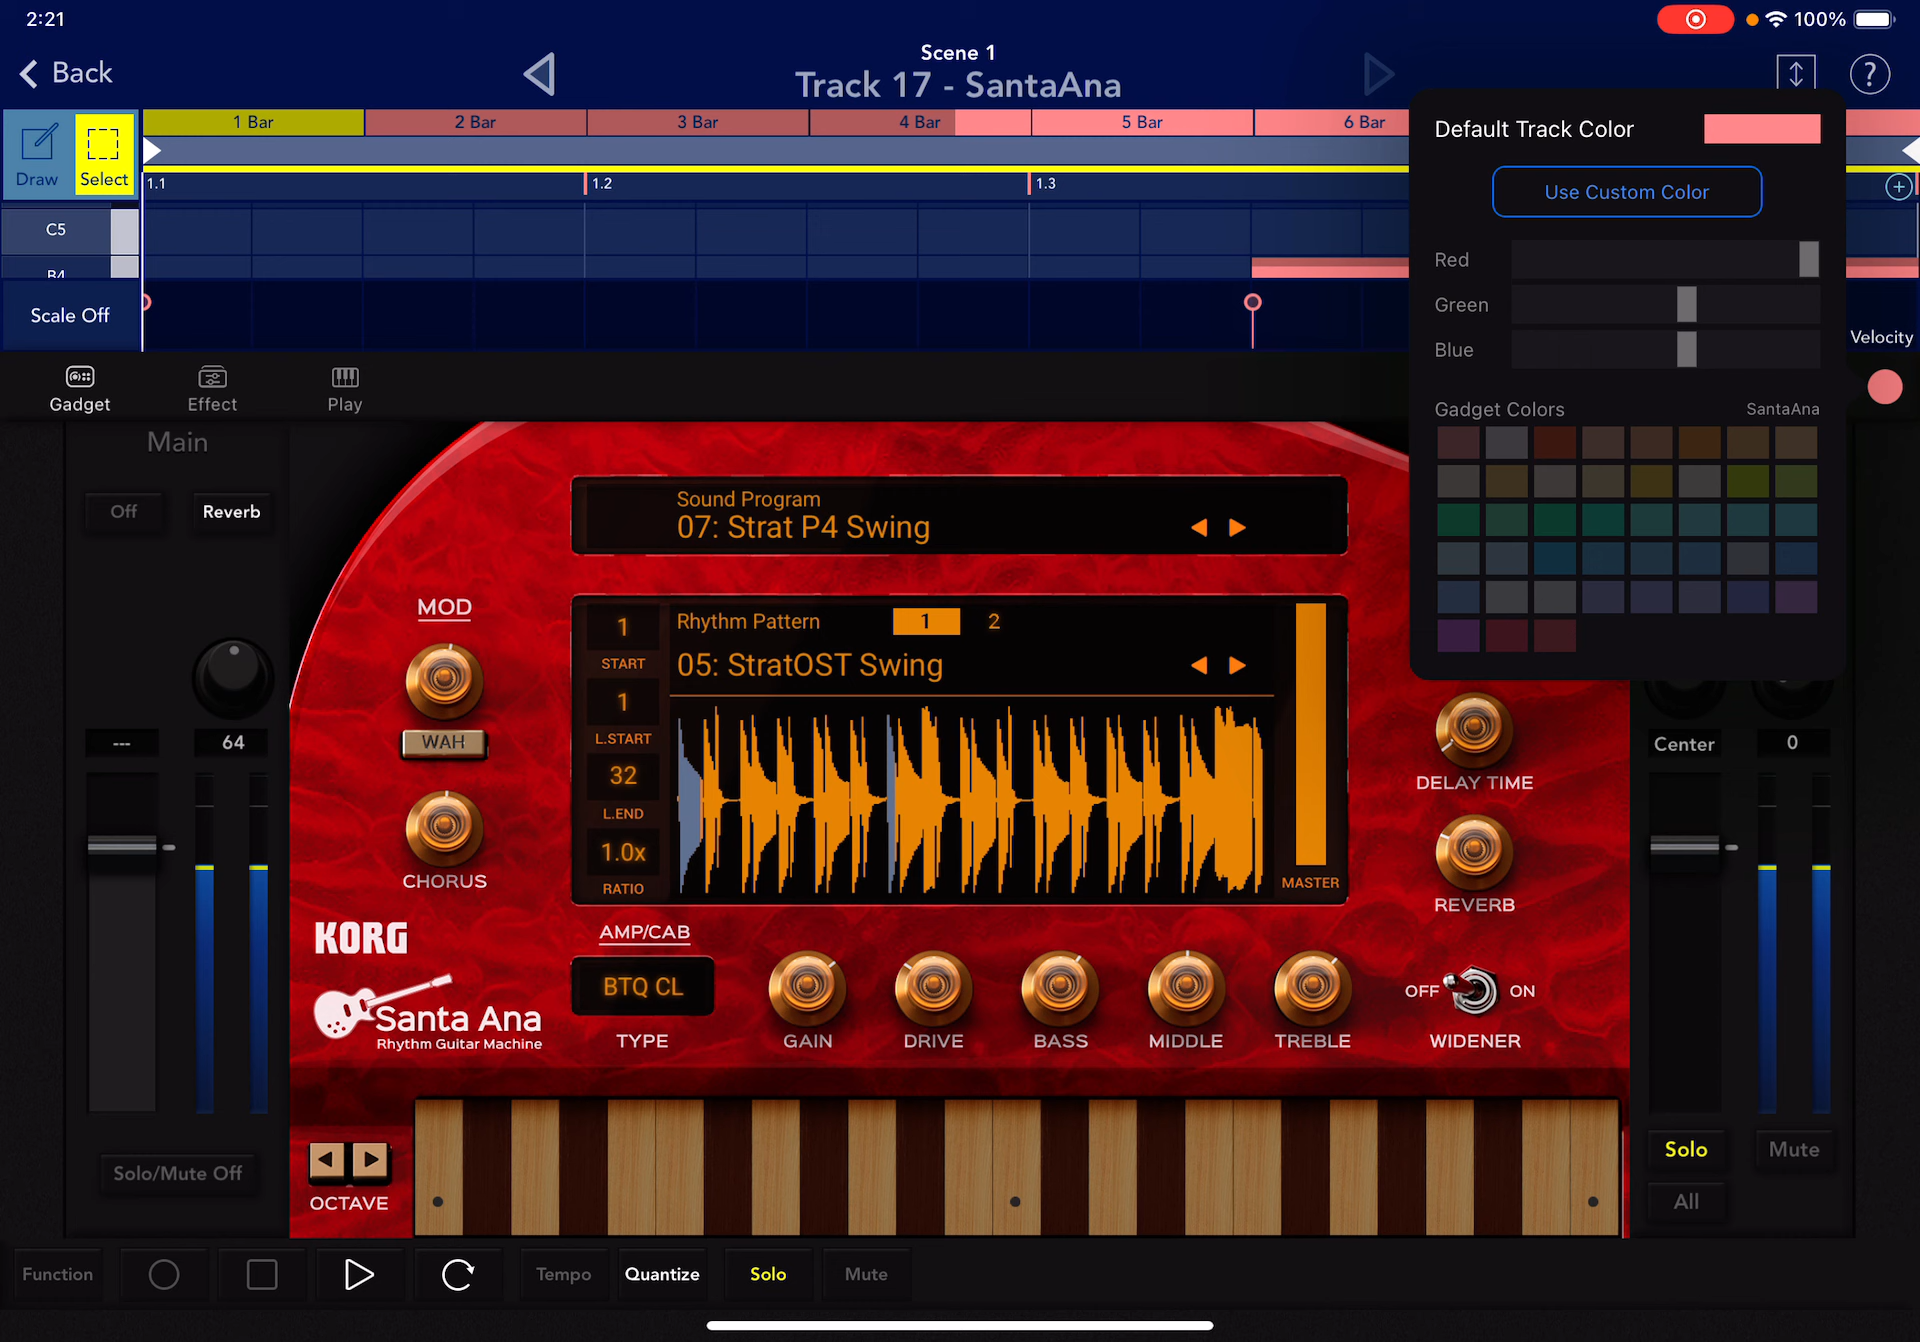 2:21
100%
Back
Scene 1
Track 17 - SantaAna
?
Draw
Select
1 Bar
2 Bar
3 Bar
4 Bar
5 Bar
6 Bar
1.1
1.2
1.3
C5
B4
Scale Off
Velocity
Default Track Color
Use Custom Color
Red
Green
Blue
Gadget Colors
SantaAna
Gadget
Effect
Play
Main
Off
Reverb
---
64
Solo/Mute Off
Sound Program
07: Strat P4 Swing
MOD
WAH
CHORUS
1
START
1
L.START
32
L.END
1.0x
RATIO
Rhythm Pattern
1
2
05: StratOST Swing
MASTER
DELAY TIME
REVERB
KORG
Santa Ana
Rhythm Guitar Machine
AMP/CAB
BTQ CL
TYPE
GAIN
DRIVE
BASS
MIDDLE
TREBLE
OFF
ON
WIDENER
OCTAVE
Center
0
Solo
Mute
All
Function
Tempo
Quantize
Solo
Mute